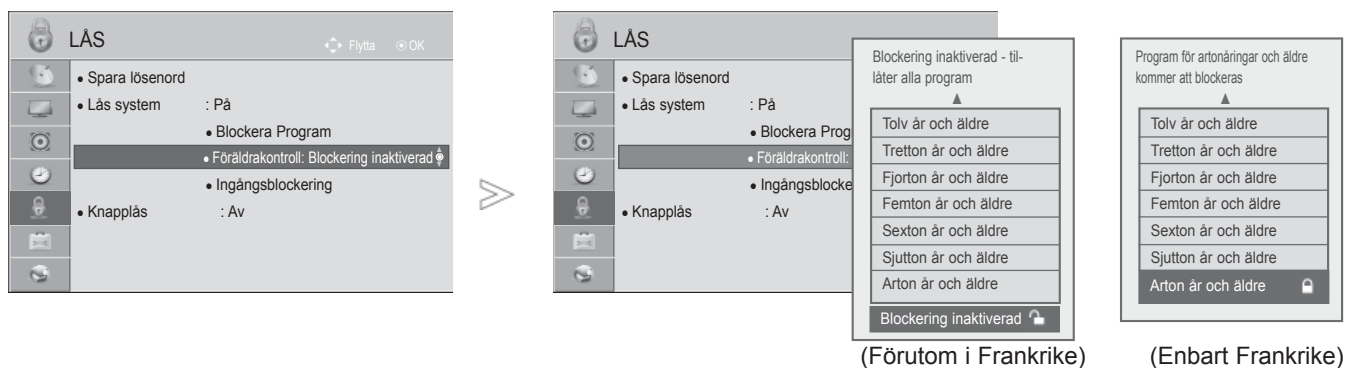 LÅS
Flytta OK
• Spara lösenord
• Lås system : På
• Blockera Program
• Föräldrakontroll: Blockering inaktiverad
• Ingångsblockering
• Knapplås : Av
LÅS
• Spara lösenord
• Lås system : På
• Blockera Prog
• Föräldrakontroll:
• Ingångsblocke
• Knapplås : Av
Blockering inaktiverad - til-
låter alla program
Tolv år och äldre
Tretton år och äldre
Fjorton år och äldre
Femton år och äldre
Sexton år och äldre
Sjutton år och äldre
Arton år och äldre
Blockering inaktiverad
(Förutom i Frankrike)
Program för artonåringar och äldre
kommer att blockeras
Tolv år och äldre
Tretton år och äldre
Fjorton år och äldre
Femton år och äldre
Sexton år och äldre
Sjutton år och äldre
Arton år och äldre
(Enbart Frankrike)